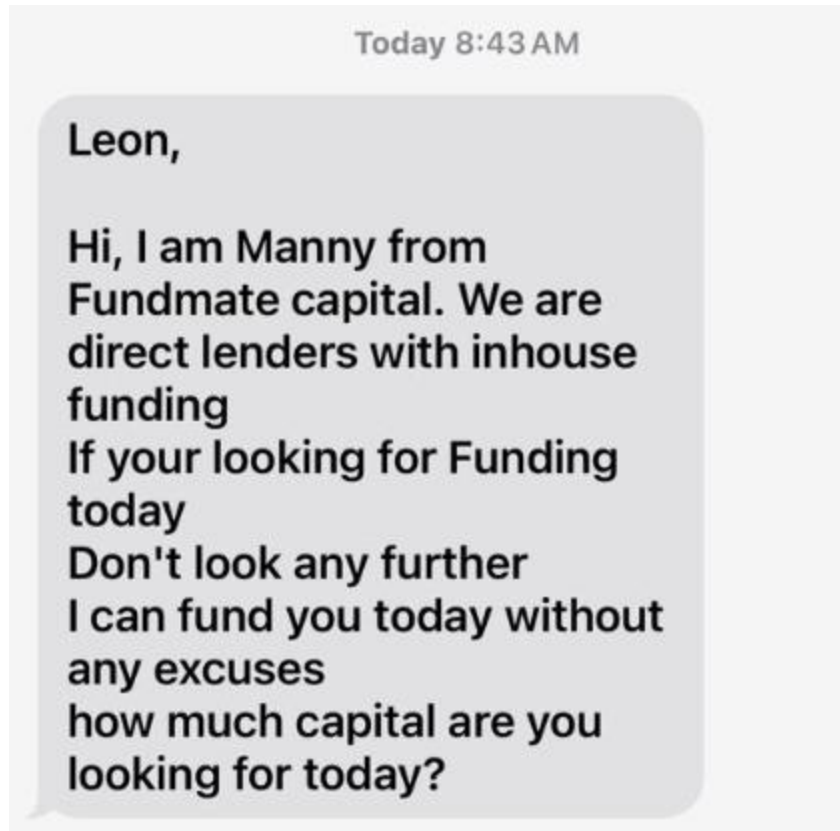 Today 8:43 AM
Leon,
Hi, I am Manny from
Fundmate capital. We are
direct lenders with inhouse
funding
If your looking for Funding
today
Don't look any further
I can fund you today without
any excuses
how much capital are you
looking for today?